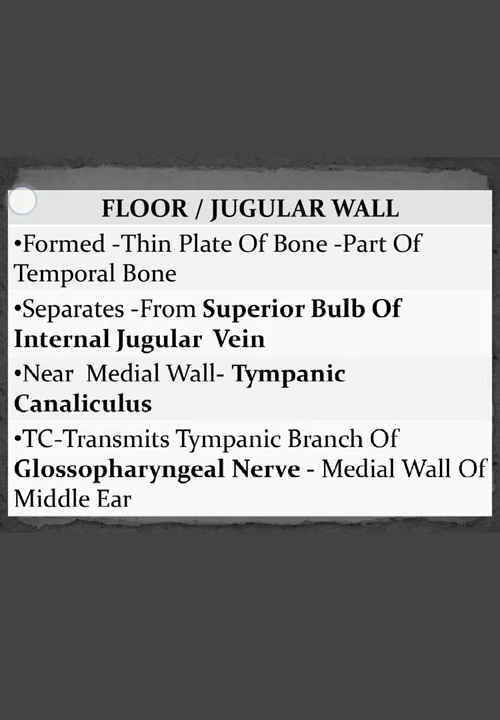 FLOOR / JUGULAR WALL
•Formed -Thin Plate Of Bone -Part Of
Temporal Bone
•Separates -From Superior Bulb Of
Internal Jugular Vein
•Near Medial Wall- Tympanic
Canaliculus
•TC-Transmits Tympanic Branch Of
Glossopharyngeal Nerve - Medial Wall Of
Middle Ear